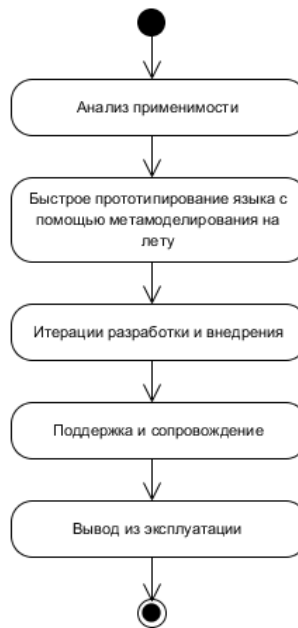 Анализ применимости
Быстрое прототипирование языка с
помощью метамоделирования на
лету
Итерации разработки и внедрения
Поддержка и сопровождение
Вывод из эксплуатации